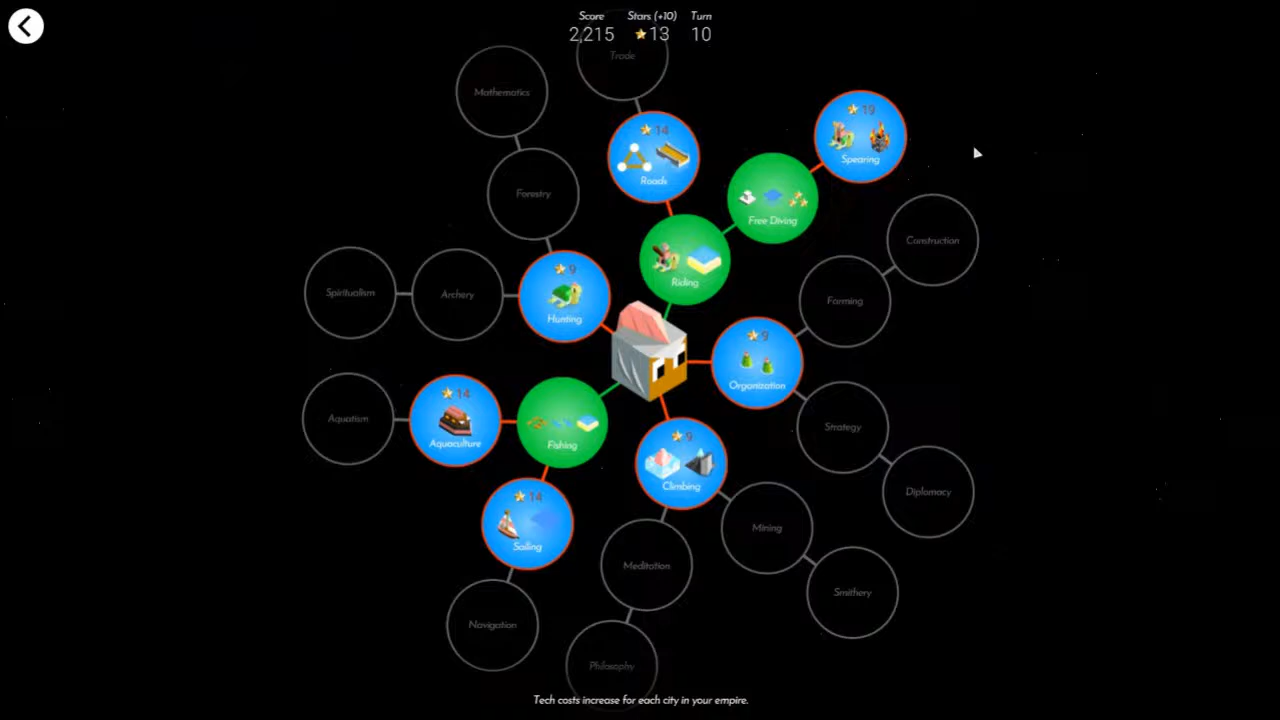 Score Stars (+10) Turn
2,215 13 10
Trade
Mathematics
19
Spearing
14
Roads
Forestry
Free Diving
Construction
Riding
9
Hunting
Spiritualism
Archery
Farming
9
Organization
14
Aquaculture
Aquatism
Fishing
Strategy
9
Climbing
Diplomacy
14
Sailing
Mining
Meditation
Smithery
Navigation
Philosophy
Tech costs increase for each city in your empire.